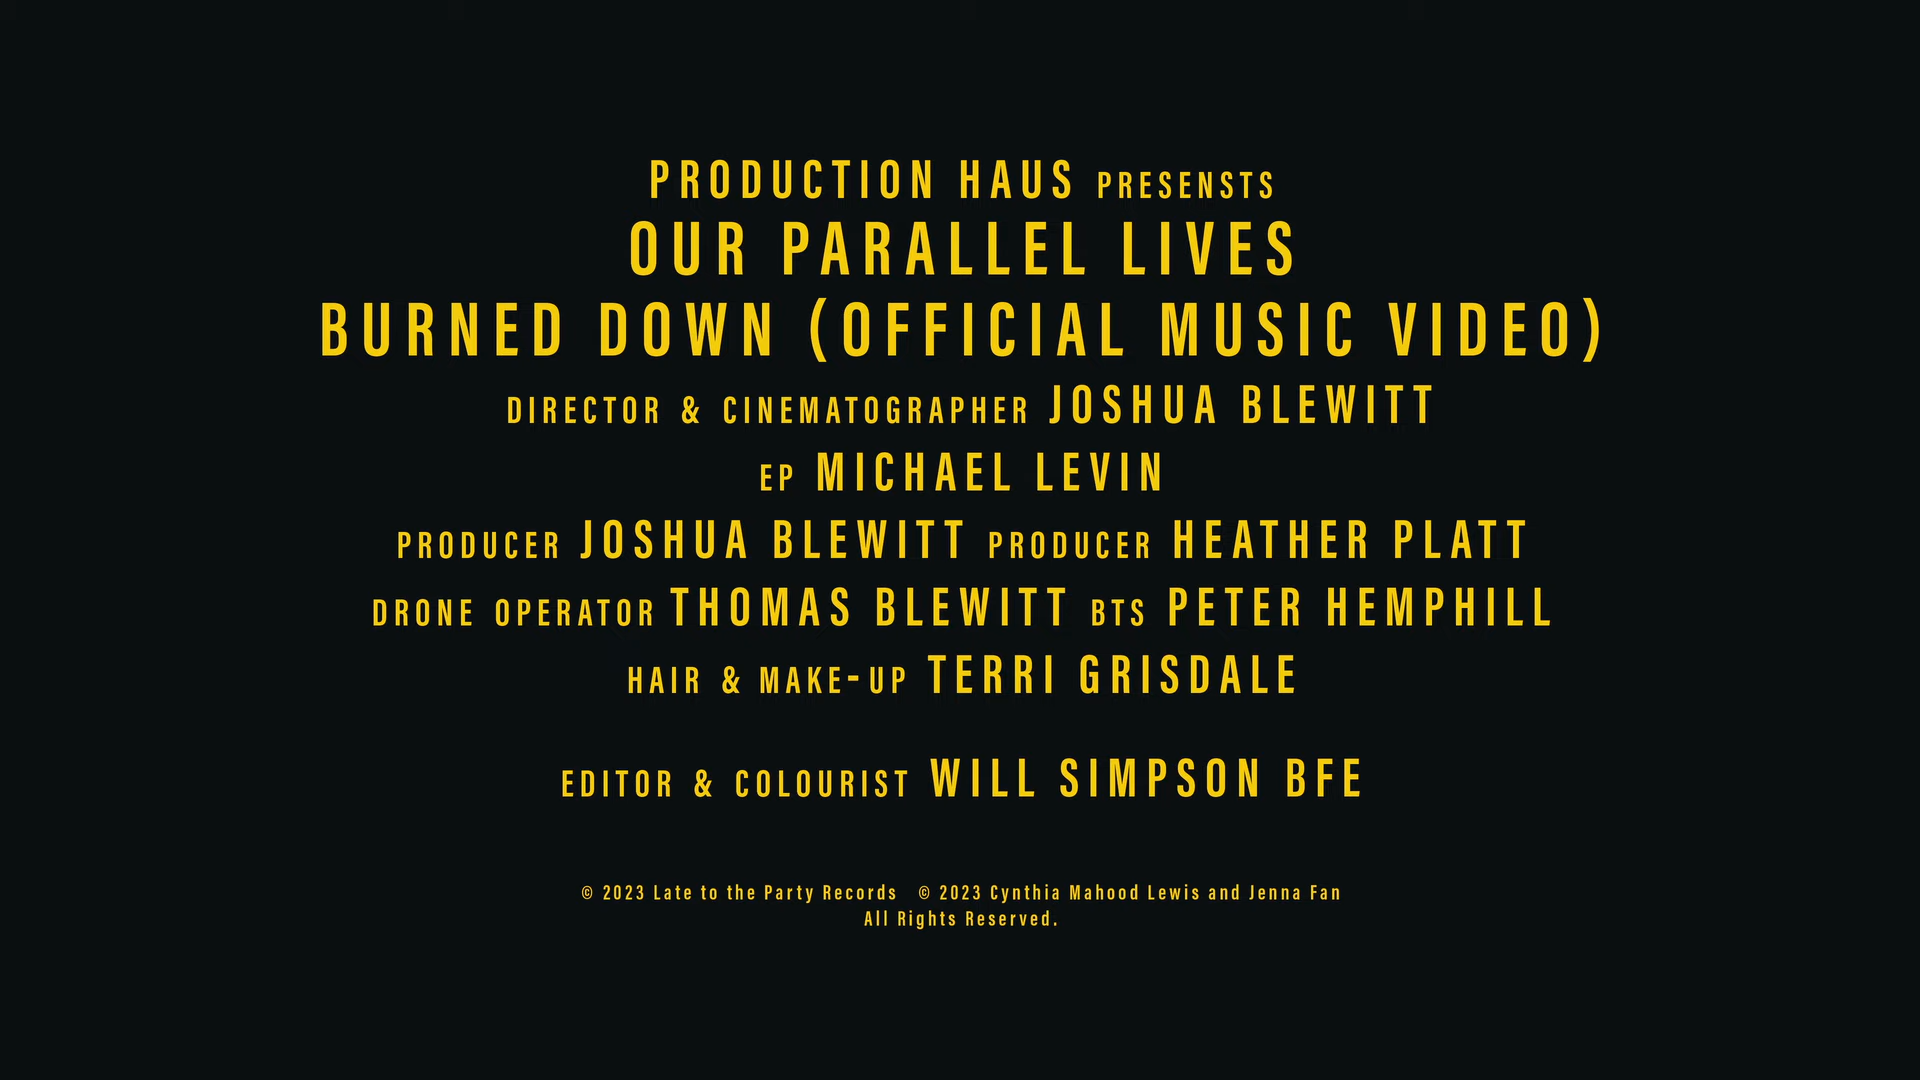 PRODUCTION HAUS PRESENSTS
OUR PARALLEL LIVES
BURNED DOWN (OFFICIAL MUSIC VIDEO)
DIRECTOR & CINEMATOGRAPHER JOSHUA BLEWITT
EP MICHAEL LEVIN
PRODUCER JOSHUA BLEWITT PRODUCER HEATHER PLATT
DRONE OPERATOR THOMAS BLEWITT BTS PETER HEMPHILL
HAIR & MAKE-UP TERRI GRISDALE
EDITOR & COLOURIST WILL SIMPSON BFE
© 2023 Late to the Party Records © 2023 Cynthia Mahood Lewis and Jenna Fan
All Rights Reserved.